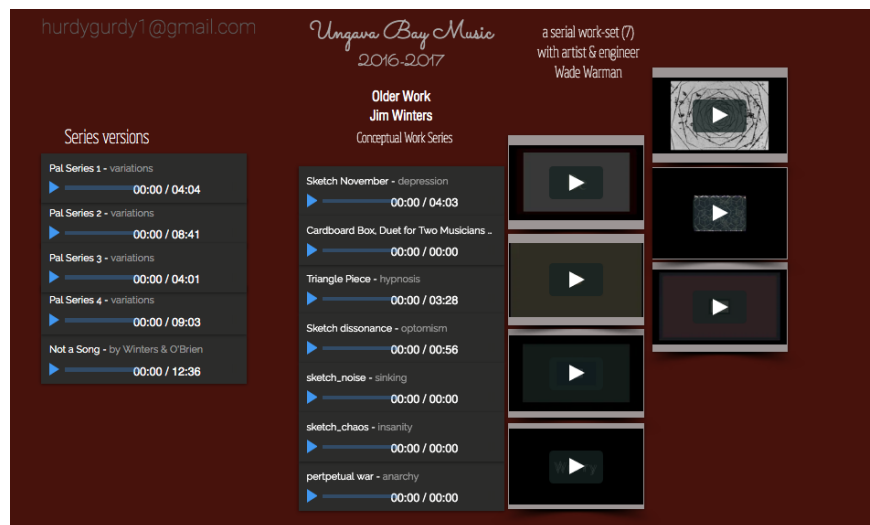 hurdygurdy1@gmail.com
Ungava Bay Music
2016-2017
Older Work
Jim Winters
Conceptual Work Series
a serial work-set (7)
with artist & engineer
Wade Warman
Series versions
Pal Series 1 - variations
00:00 / 04:04
Pal Series 2 - variations
00:00 / 08:41
Pal Series 3 - variations
00:00 / 04:01
Pal Series 4 - variations
00:00 / 09:03
Not a Song - by Winters & O'Brien
00:00 / 12:36
Sketch November - depression
00:00 / 04:03
Cardboard Box, Duet for Two Musicians ..
00:00 / 00:00
Triangle Piece - hypnosis
00:00 / 03:28
Sketch dissonance - optomism
00:00 / 00:56
sketch_noise - sinking
00:00 / 00:00
sketch_chaos - insanity
00:00 / 00:00
pertpetual war - anarchy
00:00 / 00:00